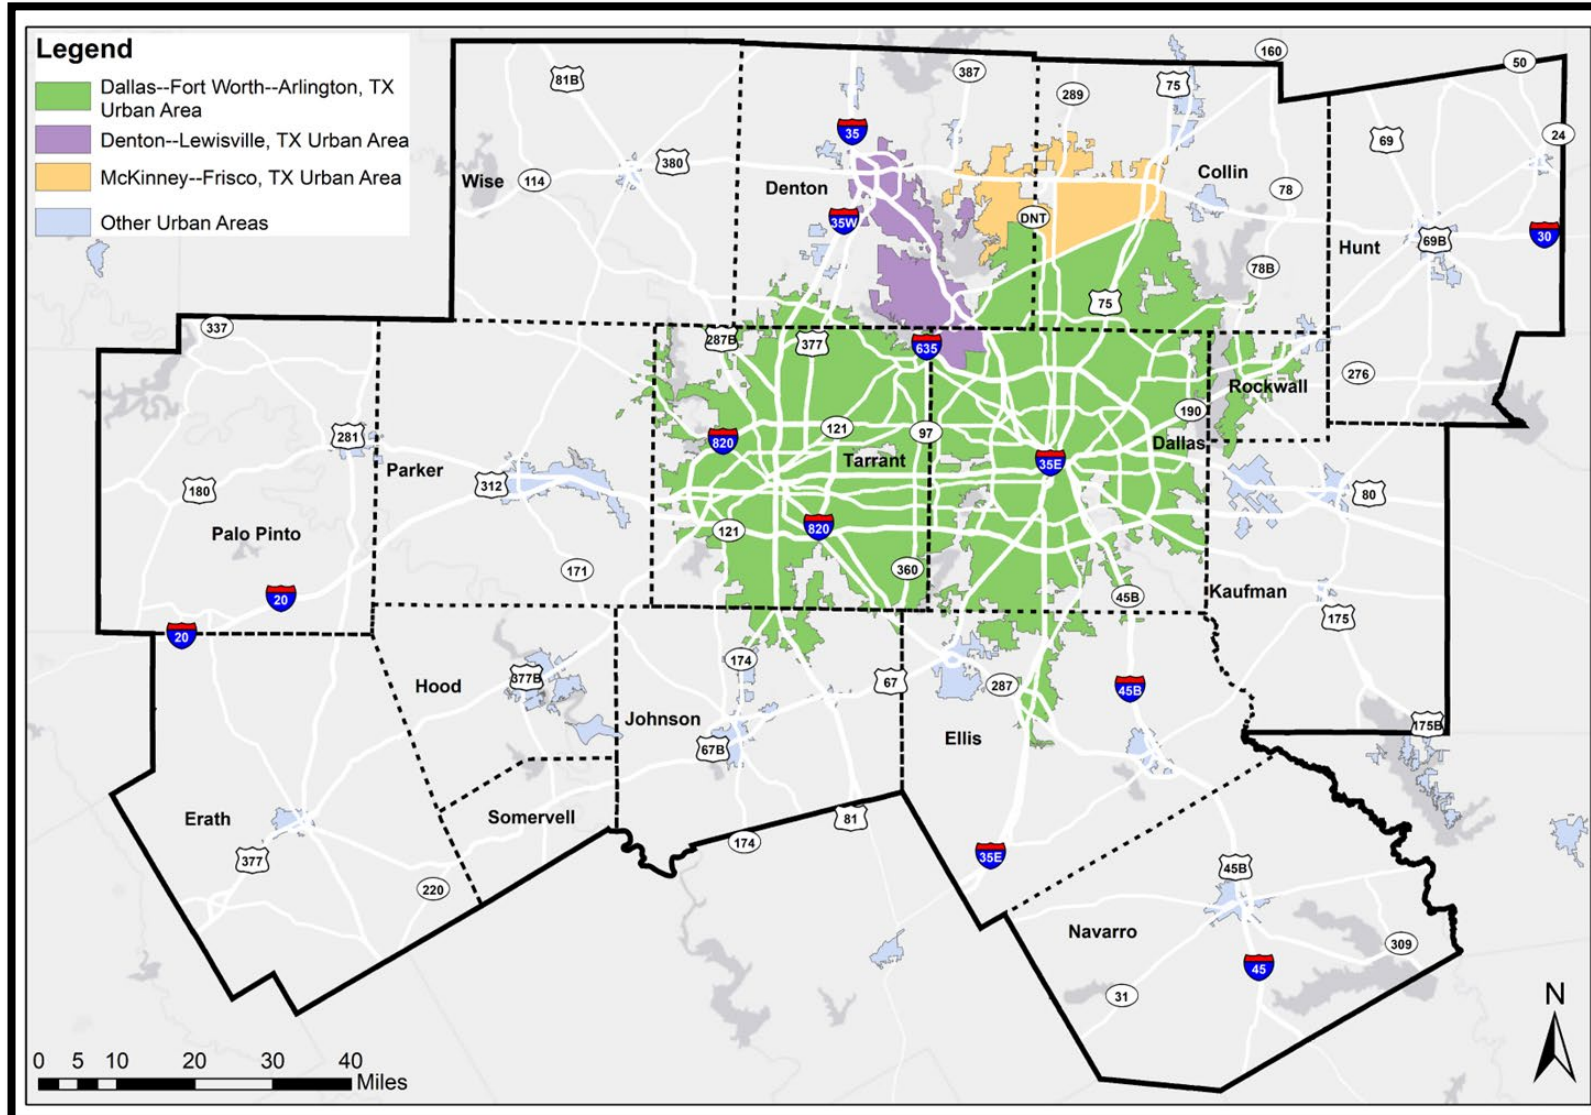 Legend
Dallas--Fort Worth--Arlington, TX
Urban Area
Denton--Lewisville, TX Urban Area
McKinney--Frisco, TX Urban Area
Other Urban Areas
160
50
81B
387
75
289
35
69
24
380
Wise
114
Denton
Collin
78
35W
DNT
69B
30
Hunt
78B
75
337
287B
377
635
276
Rockwall
190
281
820
121
97
Dallas
Tarrant
35E
Parker
312
180
80
121
820
Palo Pinto
171
360
45B
Kaufman
20
175
20
174
377B
Hood
67
287
45B
Johnson
67B
Ellis
175B
Erath
Somervell
81
174
377
35E
220
45B
Navarro
309
45
31
N
0 5 10 20 30 40
Miles